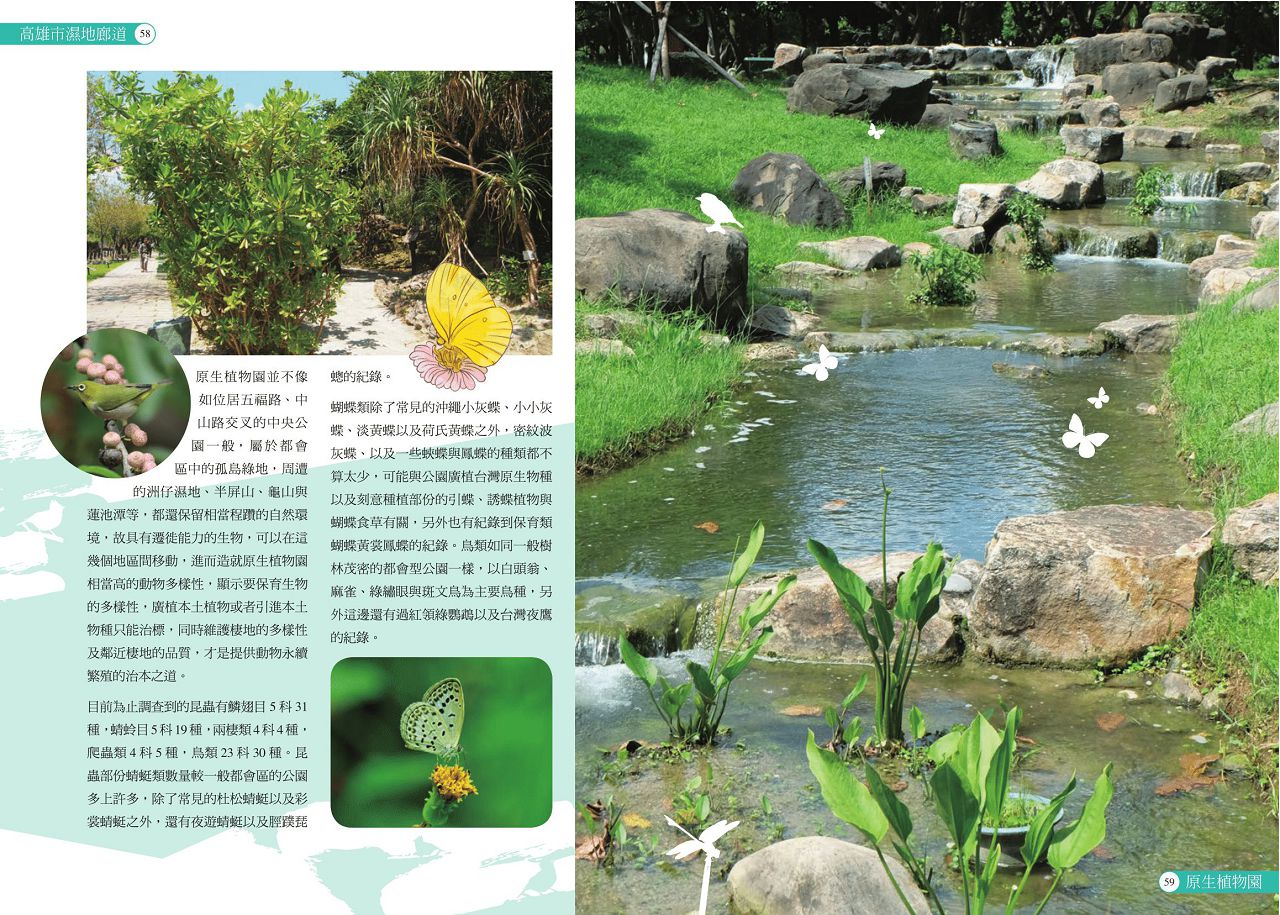 高雄市濕地廊道 58
原生植物園並不像
如位居五福路、中
山路交叉的中央公
園一般，屬於都會
區中的孤島綠地，周遭
的洲仔濕地、半屏山、龜山與
蓮池潭等，都還保留相當程躓的自然環
境，故具有遷徙能力的生物，可以在這
幾個地區間移動，進而造就原生植物園
相當高的動物多樣性，顯示要保育生物
的多樣性，廣植本土植物或者引進本土
物種只能治標，同時維護棲地的多樣性
及鄰近棲地的品質，才是提供動物永續
繁殖的治本之道。
目前為止調查到的昆蟲有鱗翅目 5 科 31
種，蜻蛉目 5 科 19 種，兩棲類 4 科 4 種，
爬蟲類 4 科 5 種，鳥類 23 科 30 種。昆
蟲部份蜻蜓類數量較一般都會區的公園
多上許多，除了常見的杜松蜻蜓以及彩
裳蜻蜓之外，還有夜遊蜻蜓以及脛蹼琵
蟌的紀錄。
蝴蝶類除了常見的沖繩小灰蝶、小小灰
蝶、淡黃蝶以及荷氏黃蝶之外，密紋波
灰蝶、以及一些蛺蝶與鳳蝶的種類都不
算太少，可能與公園廣植台灣原生物種
以及刻意種植部份的引蝶、誘蝶植物與
蝴蝶食草有關，另外也有紀錄到保育類
蝴蝶黃裳鳳蝶的紀錄。鳥類如同一般樹
林茂密的都會型公園一樣，以白頭翁、
麻雀、綠繡眼與斑文鳥為主要鳥種，另
外這邊還有過紅領綠鸚鵡以及台灣夜鷹
的紀錄。
59 原生植物園